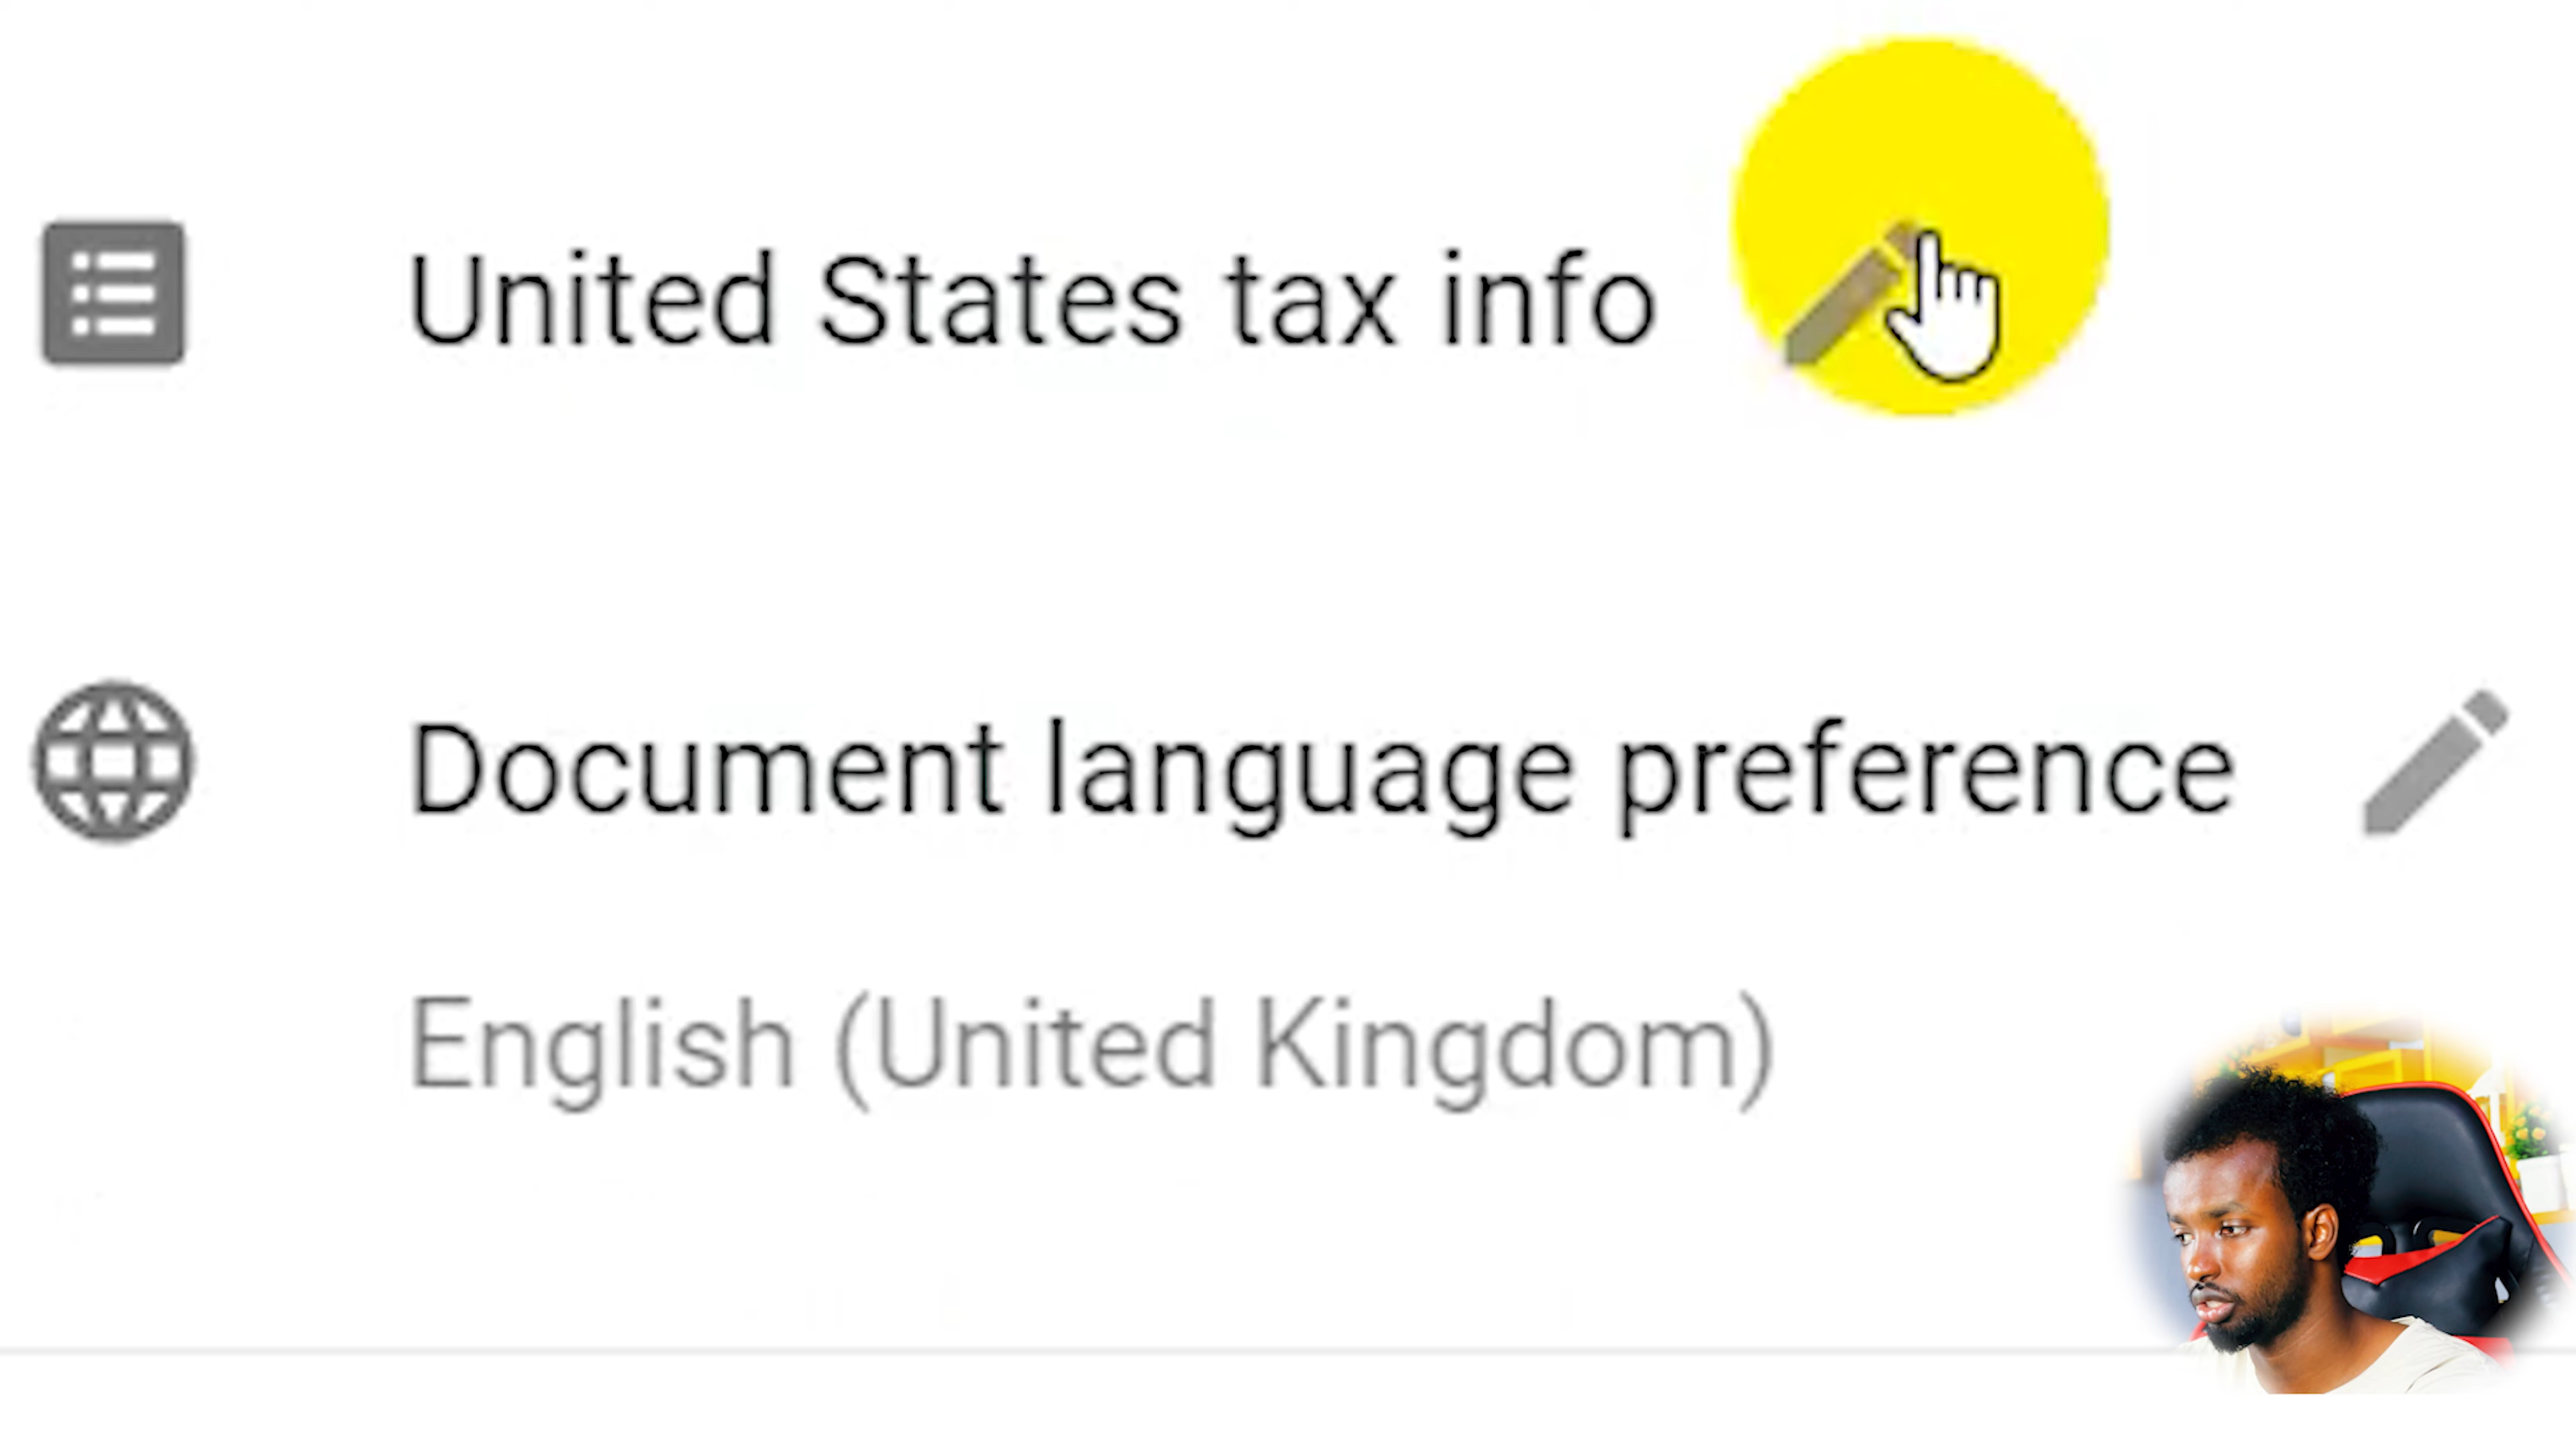 United States tax info
Document language preference
English (United Kingdom)